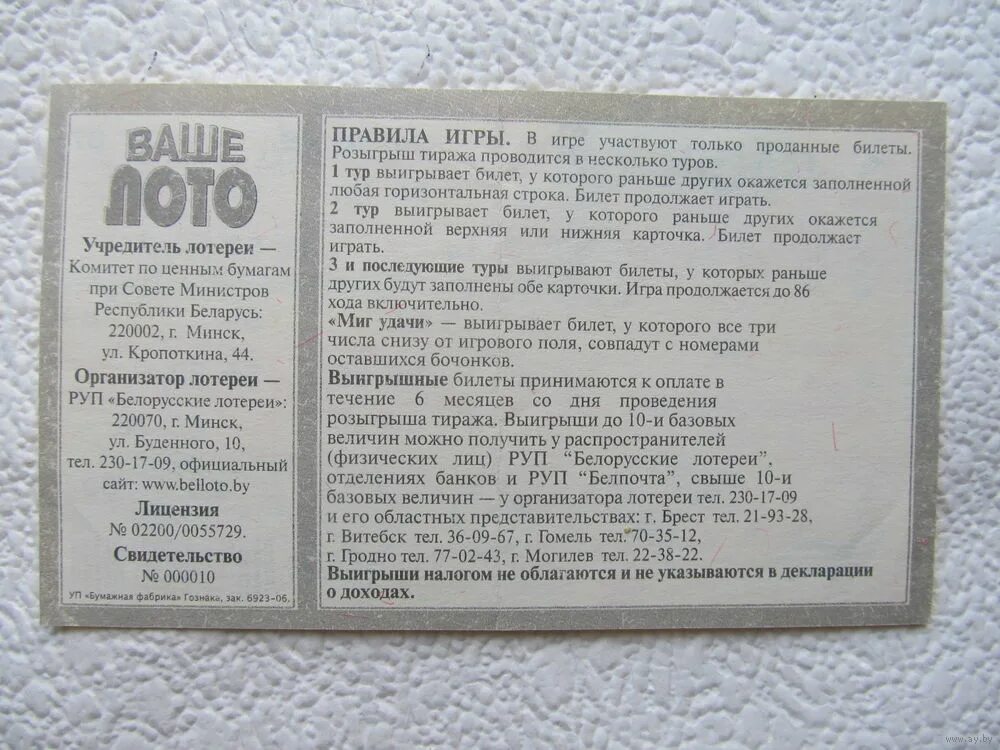 ВАШЕ
ЛОТО
Учредитель лотереи —
Комитет по ценным бумагам
при Совете Министров
Республики Беларусь:
220002, г. Минск,
ул. Кропоткина, 44.
Организатор лотереи —
РУП «Белорусские лотереи»:
220070, г. Минск,
ул. Буденного, 10,
тел. 230-17-09, официальный
сайт: www.belloto.by
Лицензия
№ 02200/0055729.
Свидетельство
№ 000010
УП «Бумажная фабрика» Гознака, зак. 6923-06.
ПРАВИЛА ИГРЫ. В игре участвуют только проданные билеты.
Розыгрыш тиража проводится в несколько туров.
1 тур выигрывает билет, у которого раньше других окажется заполненной
любая горизонтальная строка. Билет продолжает играть.
2 тур выигрывает билет, у которого раньше других окажется
заполненной верхняя или нижняя карточка. Билет продолжает
играть.
3 и последующие туры выигрывают билеты, у которых раньше
других будут заполнены обе карточки. Игра продолжается до 86
хода включительно.
«Миг удачи» — выигрывает билет, у которого все три
числа снизу от игрового поля, совпадут с номерами
оставшихся бочонков.
Выигрышные билеты принимаются к оплате в
течение 6 месяцев со дня проведения
розыгрыша тиража. Выигрыши до 10-и базовых
величин можно получить у распространителей
(физических лиц) РУП "Белорусские лотереи",
отделениях банков и РУП "Белпочта", свыше 10-и
базовых величин — у организатора лотереи тел. 230-17-09
и его областных представительствах: г. Брест тел. 21-93-28,
г. Витебск тел. 36-09-67, г. Гомель тел. 70-35-12,
г. Гродно тел. 77-02-43, г. Могилев тел. 22-38-22.
Выигрыши налогом не облагаются и не указываются в декларации
о доходах.
www.ay.by